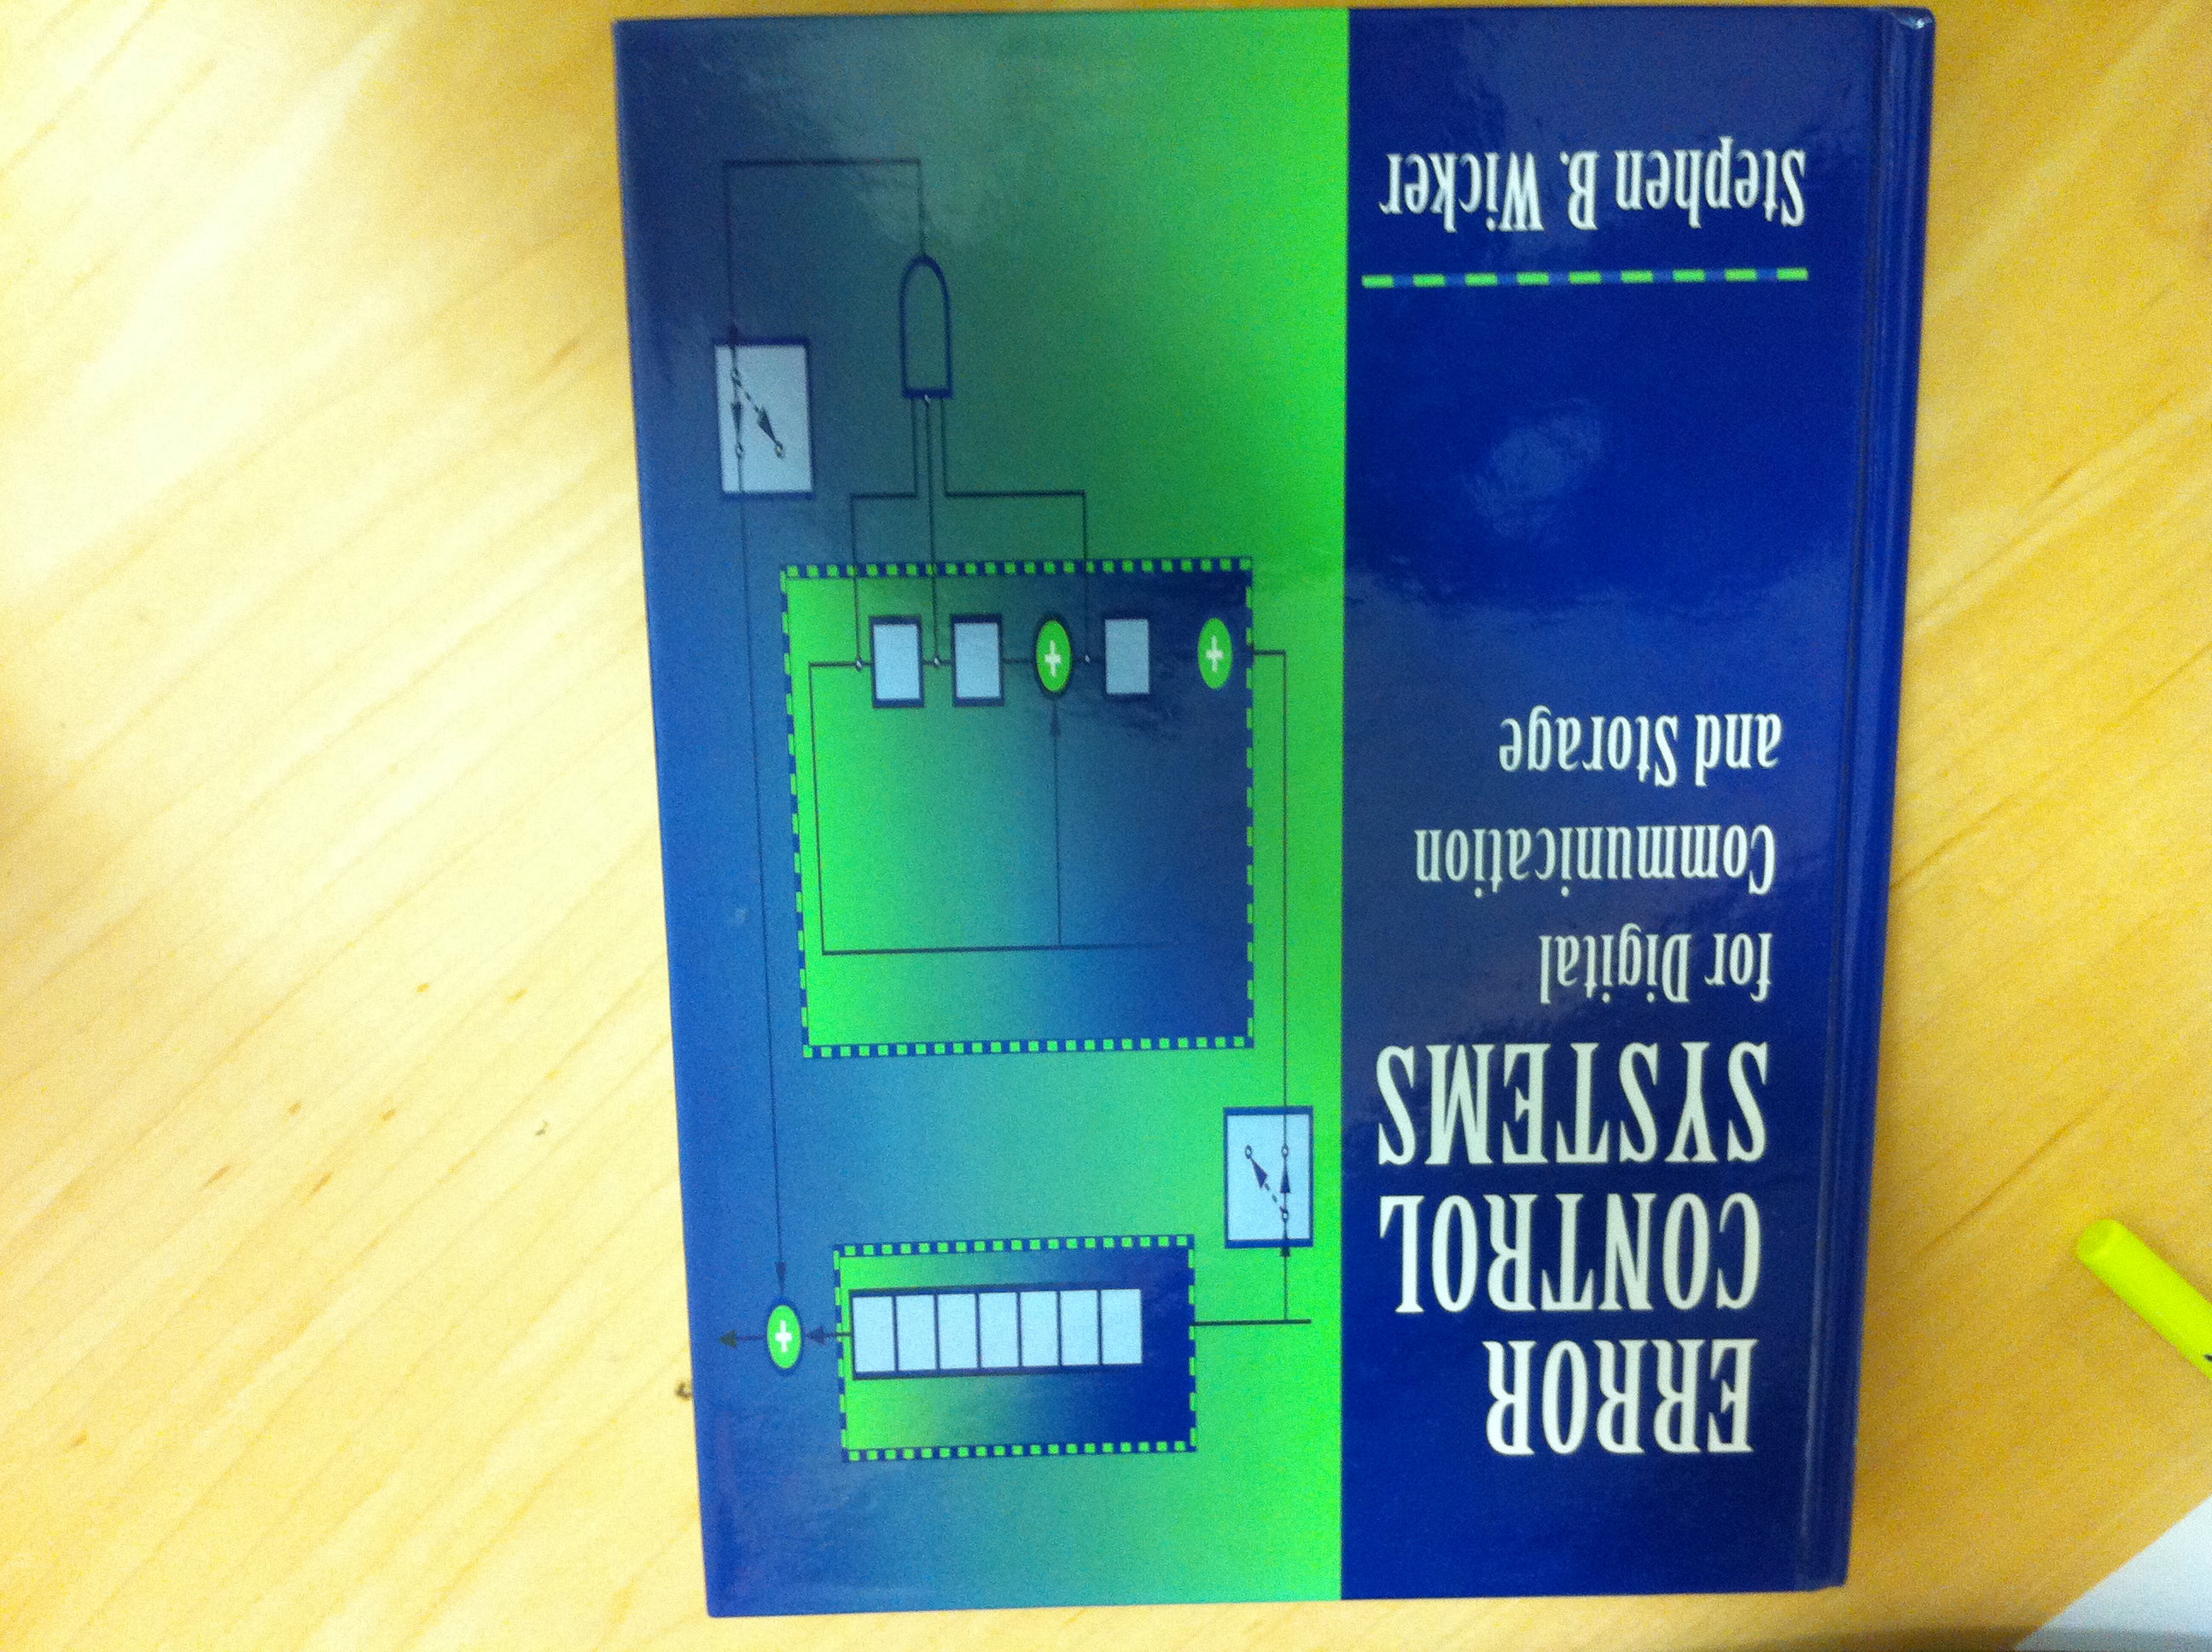 ERROR
CONTROL
SYSTEMS
for Digital
Communication
and Storage
Stephen B. Wicker
+
+
+